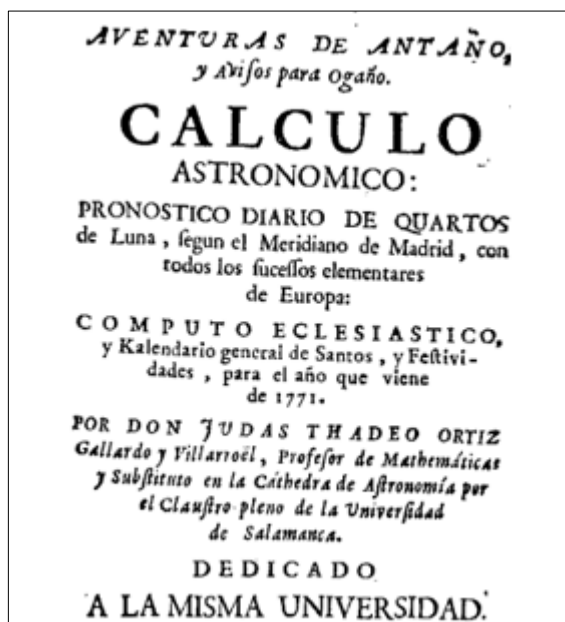 AVENTURAS DE ANTAÑO,
y Avisos para Ogaño.
CALCULO
ASTRONOMICO:
PRONOSTICO DIARIO DE QUARTOS
de Luna, segun el Meridiano de Madrid, con
todos los sucessos elementares
de Europa:
COMPUTO ECLESIASTICO,
y Kalendario general de Santos, y Festivi-
dades, para el año que viene
de 1771.
POR DON JUDAS THADEO ORTIZ
Gallardo y Villarroël, Profesor de Mathemáticas
y Substituto en la Cáthedra de Astronomía por
el Claustro pleno de la Universidad
de Salamanca.
DEDICADO
A LA MISMA UNIVERSIDAD.